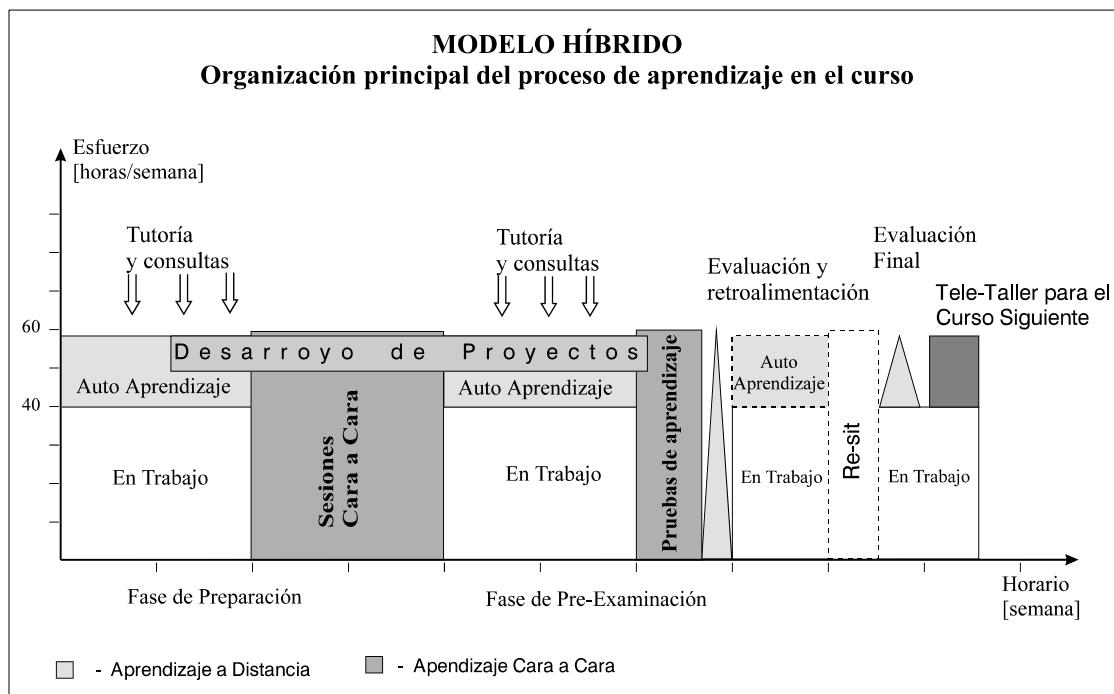 MODELO HÍBRIDO
Organización principal del proceso de aprendizaje en el curso
Esfuerzo
[horas/semana]
Tutoría
y consultas
Tutoría
y consultas
Evaluación y
retroalimentación
Evaluación
Final
Tele-Taller para el
Curso Siguiente
60
Desarroyo de Proyectos
Auto Aprendizaje
Auto Aprendizaje
Auto
Aprendizaje
40
En Trabajo
Sesiones
Cara a Cara
En Trabajo
Pruebas de aprendizaje
En Trabajo
Re-sit
En Trabajo
Fase de Preparación
Fase de Pre-Examinación
Horario
[semana]
- Aprendizaje a Distancia
- Apendizaje Cara a Cara